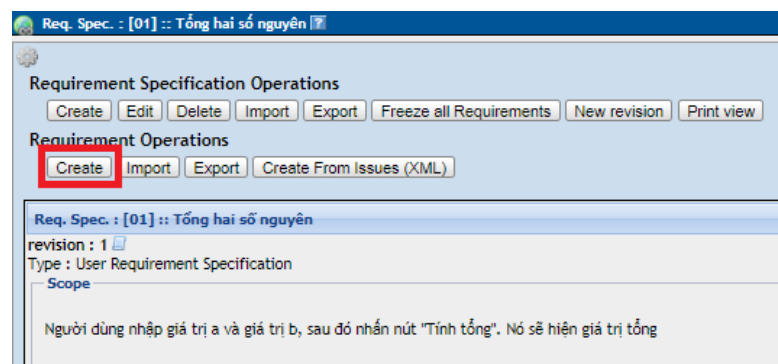 Req. Spec. : [01] :: Tổng hai số nguyên ?
Requirement Specification Operations
Create Edit Delete Import Export Freeze all Requirements New revision Print view
Requirement Operations
Create Import Export Create From Issues (XML)
Req. Spec. : [01] :: Tổng hai số nguyên
revision : 1
Type : User Requirement Specification
Scope
Người dùng nhập giá trị a và giá trị b, sau đó nhấn nút "Tính tổng". Nó sẽ hiện giá trị tổng